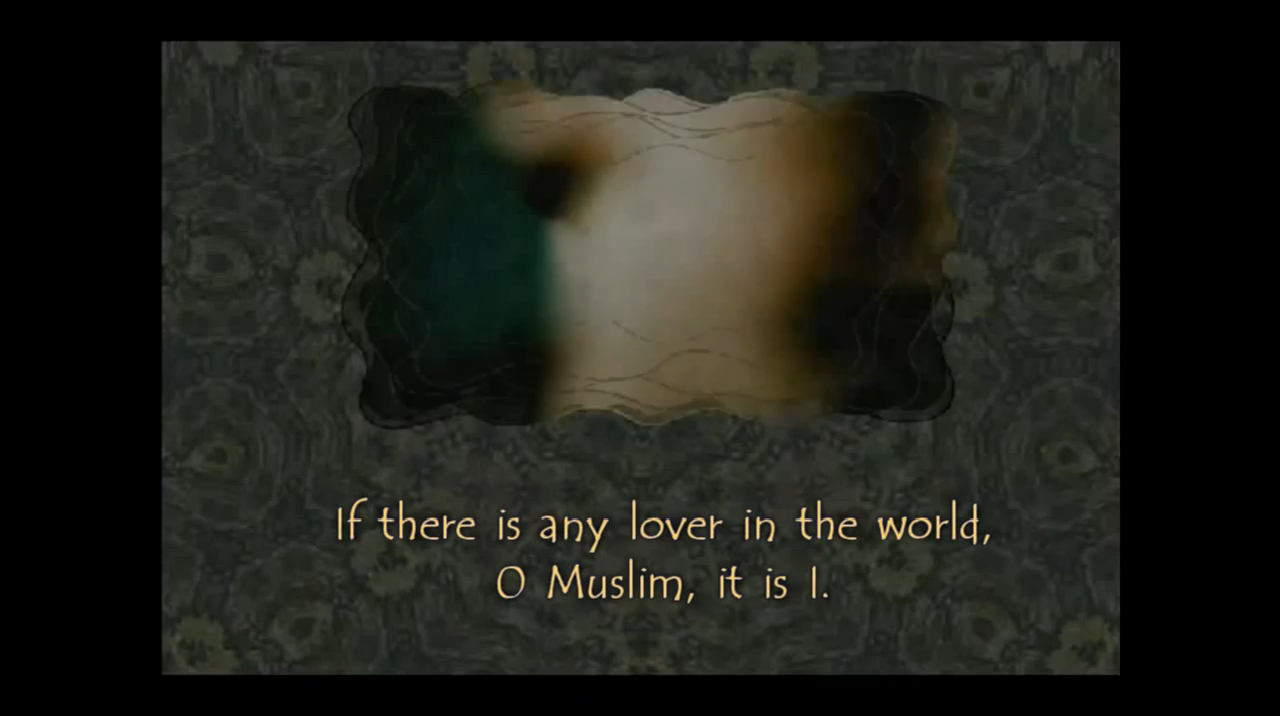 If there is any lover in the world,
O Muslim, it is I.